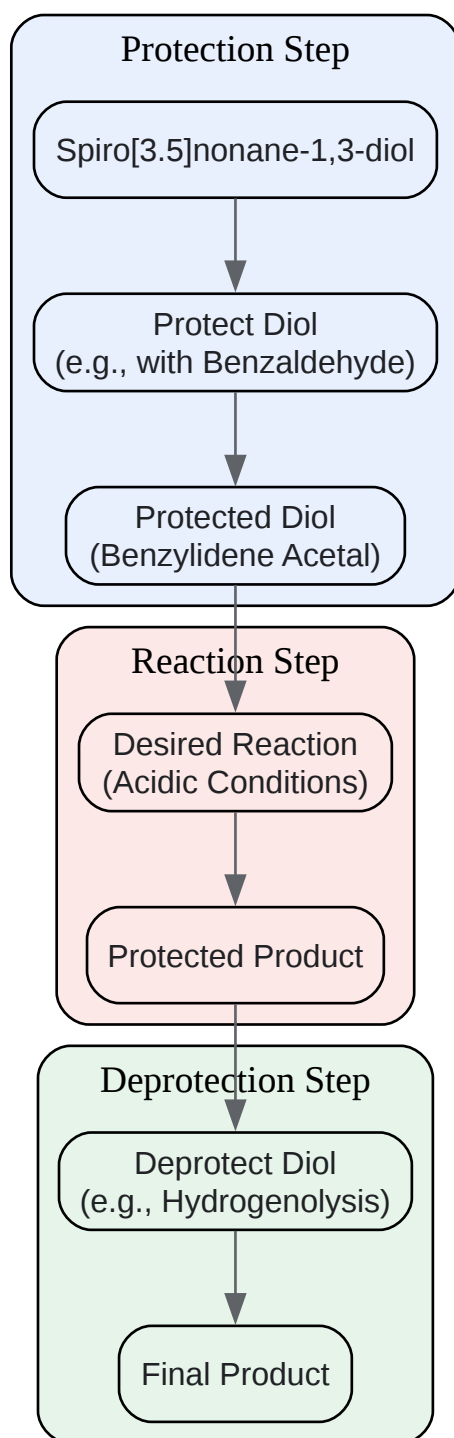 Protection Step
Spiro[3.5]nonane-1,3-diol
Protect Diol
(e.g., with Benzaldehyde)
Protected Diol
(Benzylidene Acetal)
Reaction Step
Desired Reaction
(Acidic Conditions)
Protected Product
Deprotection Step
Deprotect Diol
(e.g., Hydrogenolysis)
Final Product